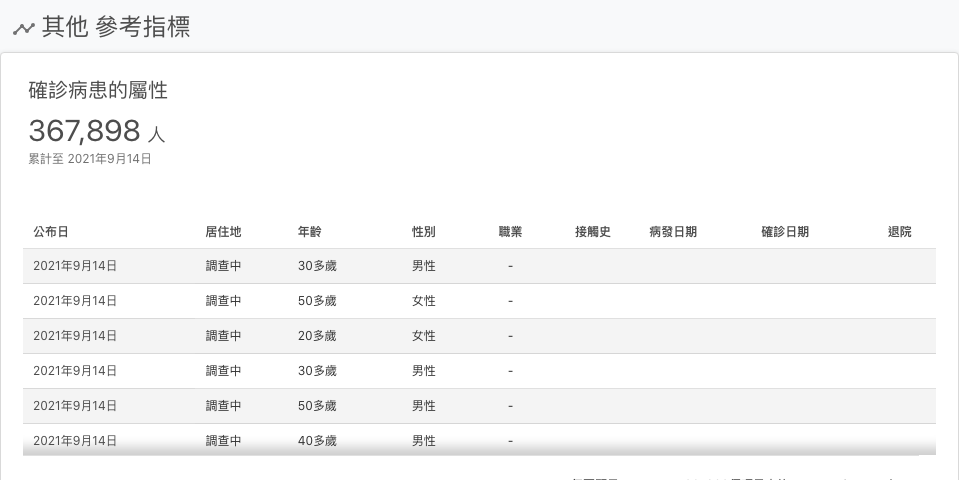 其他 參考指標
確診病患的屬性
367,898 人
累計至 2021年9月14日
公布日 居住地 年齡 性別 職業 接觸史 病發日期 確診日期 退院
2021年9月14日 調查中 30多歲 男性 -
2021年9月14日 調查中 50多歲 女性 -
2021年9月14日 調查中 20多歲 女性 -
2021年9月14日 調查中 30多歲 男性 -
2021年9月14日 調查中 50多歲 男性 -
2021年9月14日 調查中 40多歲 男性 -